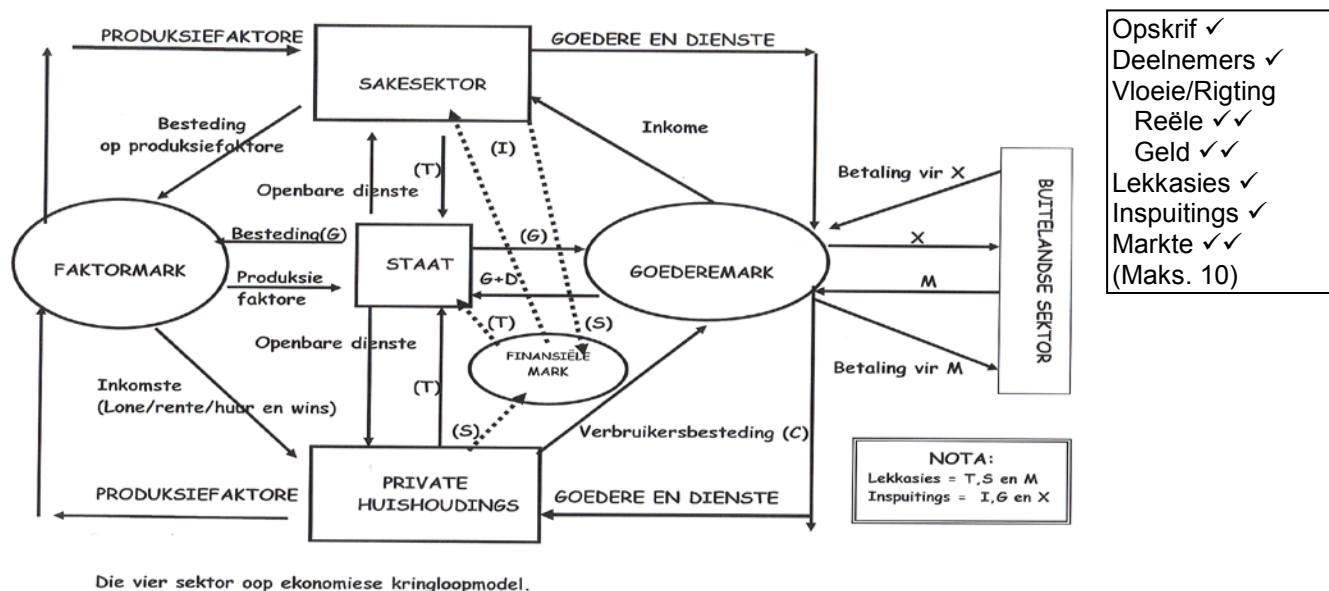 PRODUKSIEFAKTORE
GOEDERE EN DIENSTE
SAKESEKTOR
Besteding
op produksiefaktore
Inkome
(I)
(T)
Openbare dienste
Betaling vir X
BUITELANDSE SEKTOR
Besteding(G)
(G)
X
FAKTORMARK
STAAT
GOEDEREMARK
Produksie
faktore
G+D
M
(T)
(S)
Openbare dienste
FINANSIËLE
MARK
Betaling vir M
Inkomste
(Lone/rente/huur en wins)
(T)
(S)
Verbruikersbesteding (C)
PRIVATE
HUISHOUDINGS
PRODUKSIEFAKTORE
GOEDERE EN DIENSTE
NOTA:
Lekkasies = T,S en M
Inspuitings = I,G en X
Die vier sektor oop ekonomiese kringloopmodel.
Opskrif ✓
Deelnemers ✓
Vloeie/Rigting
Reële ✓✓
Geld ✓✓
Lekkasies ✓
Inspuitings ✓
Markte ✓✓
(Maks. 10)